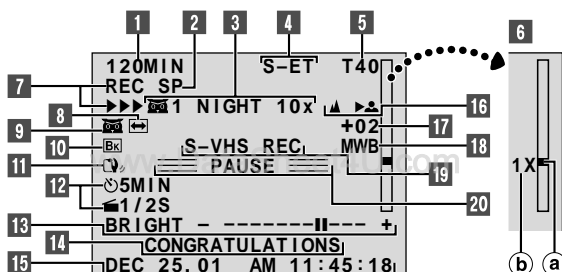 1 2 3 4 5 6
120MIN S-ET T40
7 REC SP
1 NIGHT 10x 16
8
9 +02 17
10 BK S-VHS REC MWB 18
11 PAUSE 19
12 5MIN 20
1/2S
13 BRIGHT - --------▮▮--- +
14 CONGRATULATIONS
15 DEC 25.01 AM 11:45:18
1X
b a